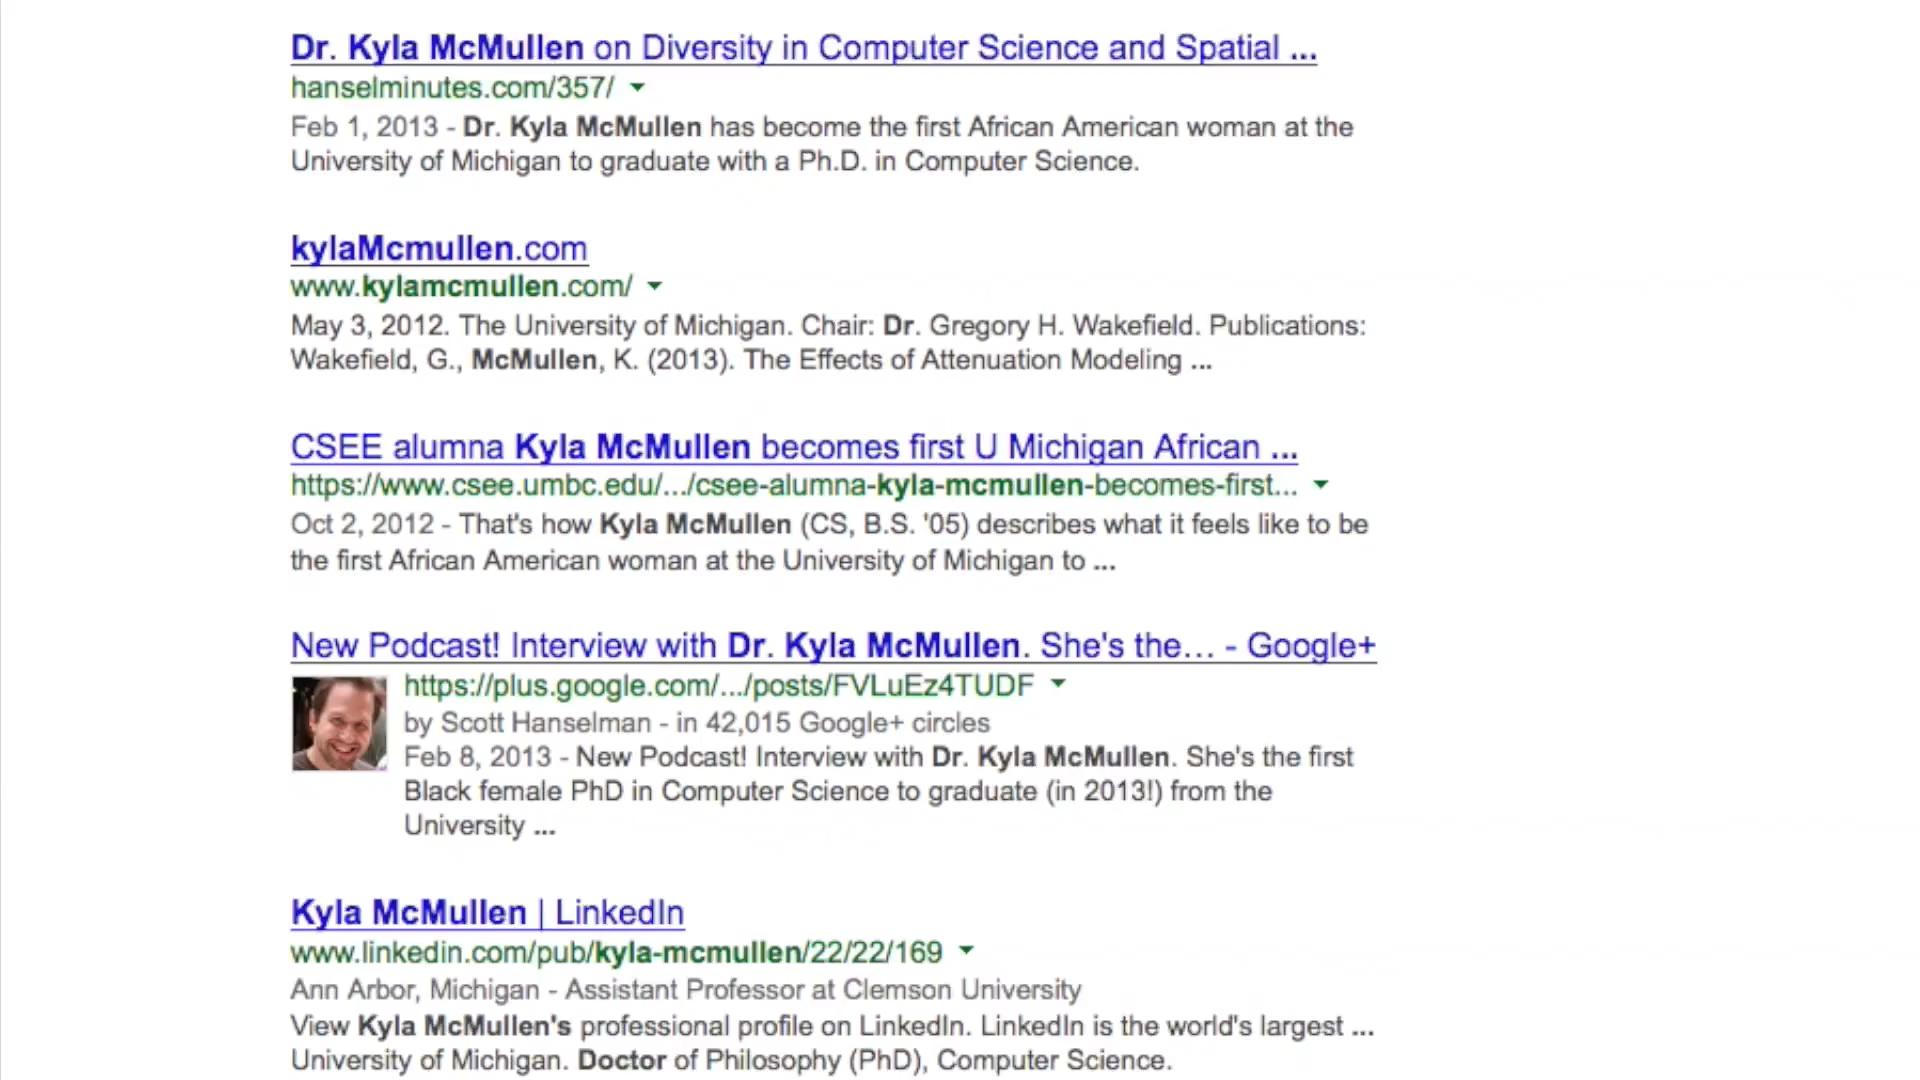 Dr. Kyla McMullen on Diversity in Computer Science and Spatial ...
hanselminutes.com/357/
Feb 1, 2013 - Dr. Kyla McMullen has become the first African American woman at the
University of Michigan to graduate with a Ph.D. in Computer Science.
kylaMcmullen.com
www.kylamcmullen.com/
May 3, 2012. The University of Michigan. Chair: Dr. Gregory H. Wakefield. Publications:
Wakefield, G., McMullen, K. (2013). The Effects of Attenuation Modeling ...
CSEE alumna Kyla McMullen becomes first U Michigan African ...
https://www.csee.umbc.edu/.../csee-alumna-kyla-mcmullen-becomes-first...
Oct 2, 2012 - That's how Kyla McMullen (CS, B.S. '05) describes what it feels like to be
the first African American woman at the University of Michigan to ...
New Podcast! Interview with Dr. Kyla McMullen. She's the... - Google+
https://plus.google.com/.../posts/FVLuEz4TUDF
by Scott Hanselman - in 42,015 Google+ circles
Feb 8, 2013 - New Podcast! Interview with Dr. Kyla McMullen. She's the first
Black female PhD in Computer Science to graduate (in 2013!) from the
University ...
Kyla McMullen | LinkedIn
www.linkedin.com/pub/kyla-mcmullen/22/22/169
Ann Arbor, Michigan - Assistant Professor at Clemson University
View Kyla McMullen's professional profile on LinkedIn. LinkedIn is the world's largest ...
University of Michigan. Doctor of Philosophy (PhD), Computer Science.